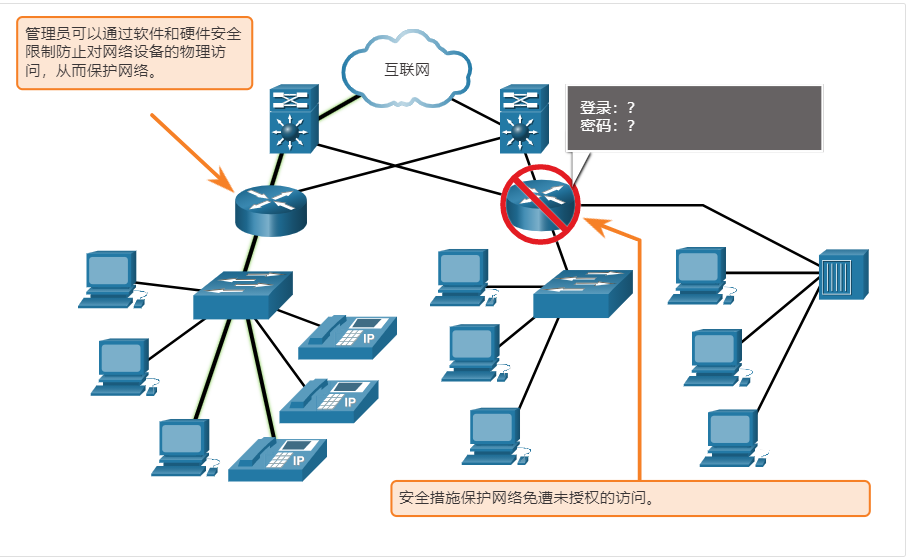 管理员可以通过软件和硬件安全
限制防止对网络设备的物理访
问，从而保护网络。
互联网
登录：?
密码：?
IP
IP
IP
安全措施保护网络免遭未授权的访问。